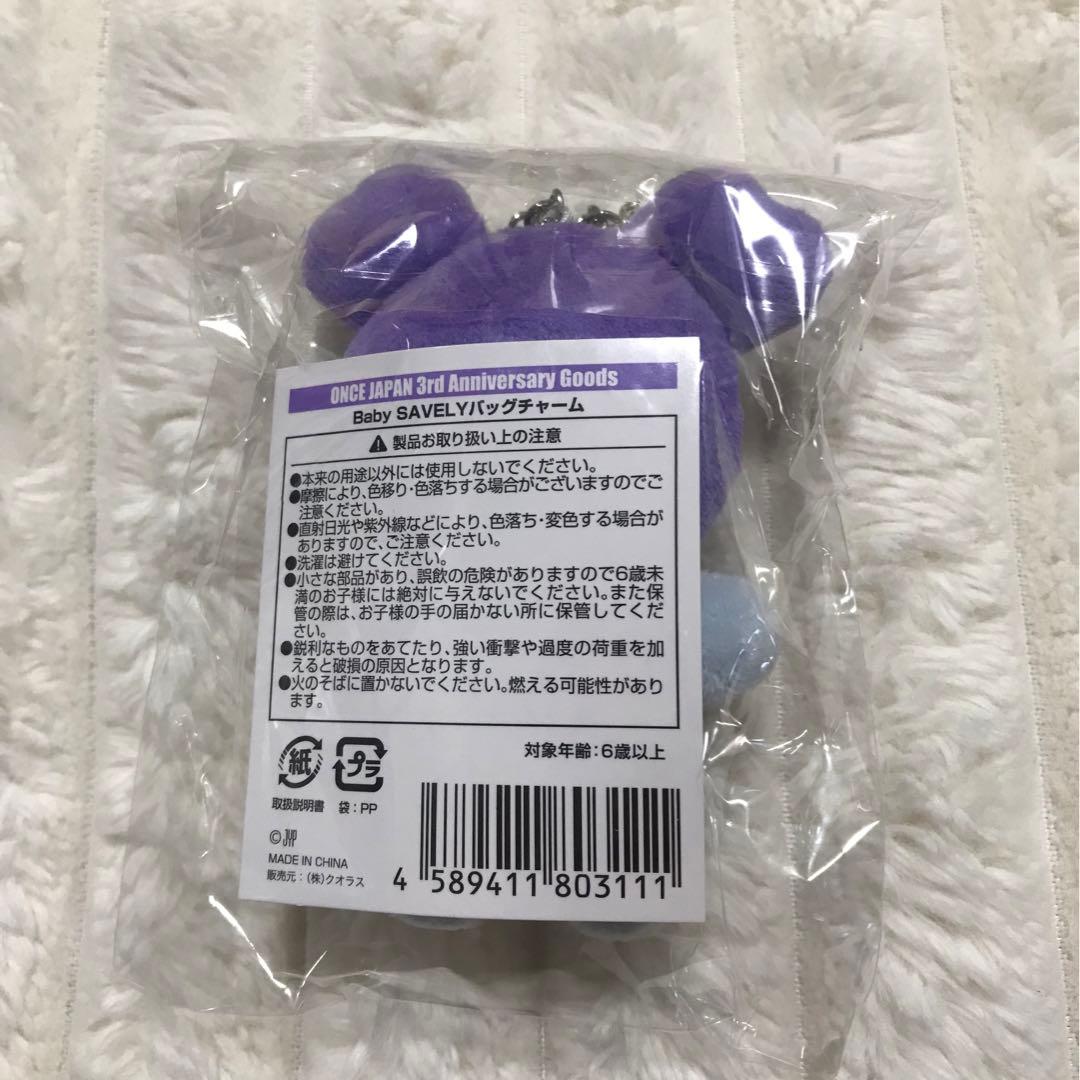 ONCE JAPAN 3rd Anniversary Goods
Baby SAVELYバッグチャーム
製品お取り扱い上の注意
●本来の用途以外には使用しないでください。
●摩擦により、色移り・色落ちする場合がございますのでご
注意ください。
●直射日光や紫外線などにより、色落ち・変色する場合が
ありますので、ご注意ください。
●洗濯は避けてください。
●小さな部品があり、誤飲の危険がありますので6歳未
満のお子様には絶対に与えないでください。また保
管の際は、お子様の手の届かない所に保管してくだ
さい。
●鋭利なものをあてたり、強い衝撃や過度の荷重を加
えると破損の原因となります。
●火のそばに置かないでください。燃える可能性があり
ます。
対象年齢:6歳以上
紙 プラ
取扱説明書 袋:PP
©JYP
MADE IN CHINA
販売元:(株)クオラス
4 589411 803111